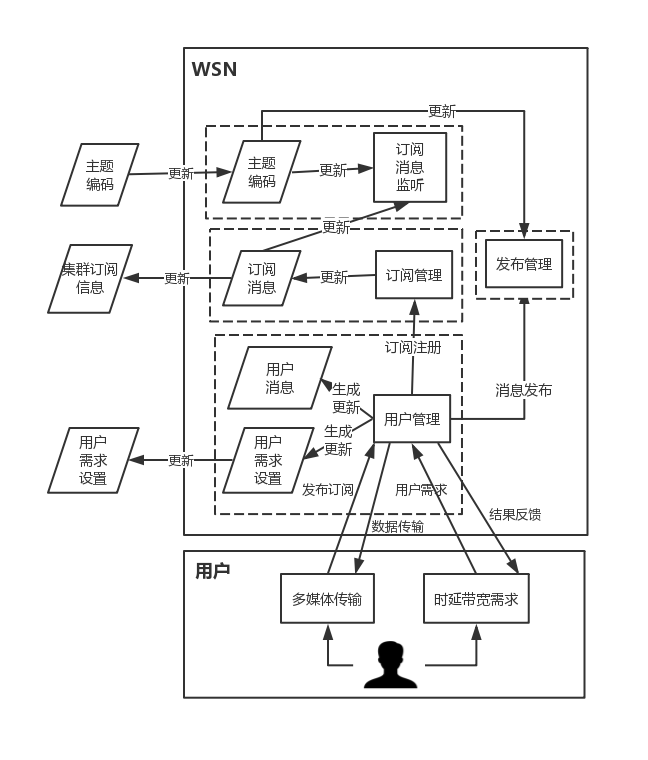 WSN
更新
主题
编码
更新
主题
编码
更新
订阅
消息
监听
更新
集群订阅
信息
更新
订阅
消息
更新
订阅管理
发布管理
订阅注册
用户
消息
生成
更新
用户管理
消息发布
用户
需求
设置
更新
用户
需求
设置
生成
更新
发布订阅
用户需求
数据传输
结果反馈
用户
多媒体传输
时延带宽需求